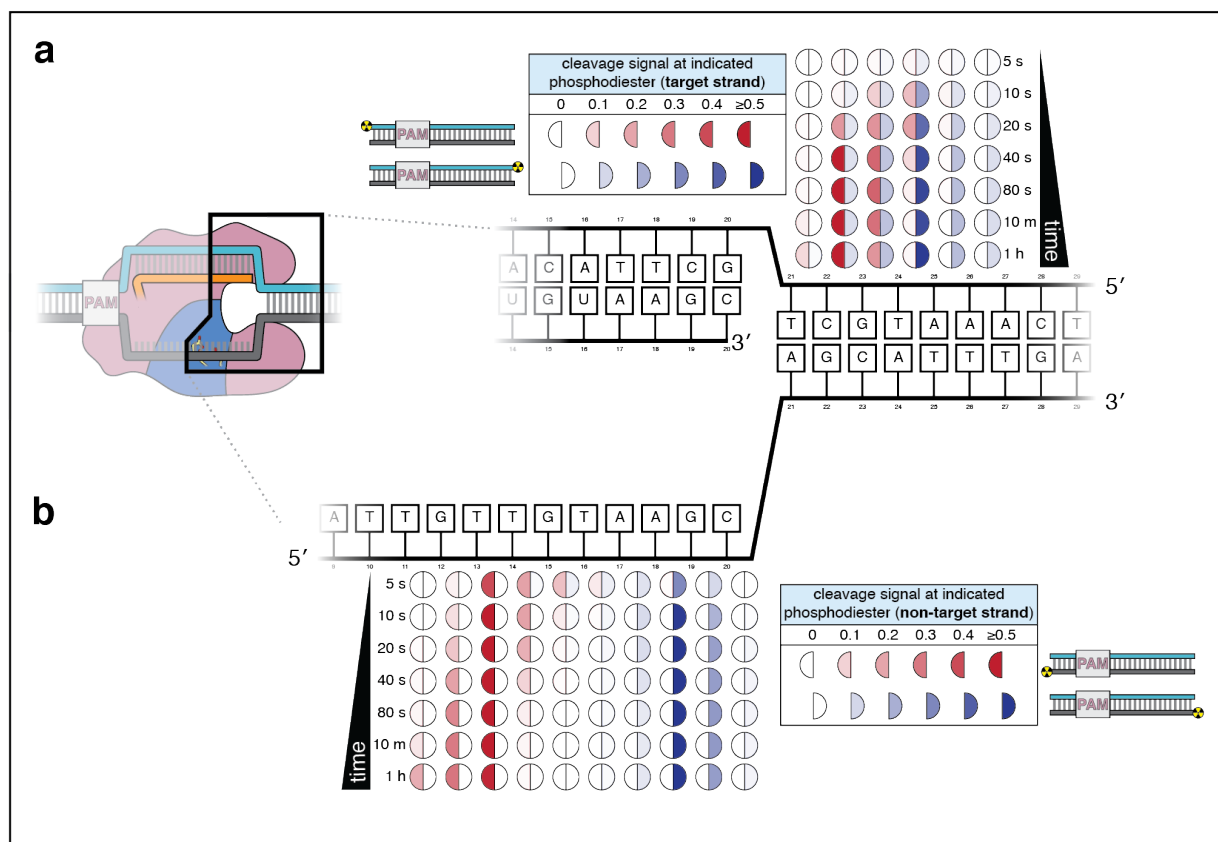 a
cleavage signal at indicated
phosphodiester (target strand)
0 0.1 0.2 0.3 0.4 ≥0.5
PAM
PAM
5 s
10 s
20 s
40 s
80 s
10 m
1 h
time
PAM
14 15 16 17 18 19 20
A C A T T C G
U G U A A G C
3′
14 15 16 17 18 19 20
21 22 23 24 25 26 27 28 29
5′
T C G T A A A C T
A G C A T T T G A
21 22 23 24 25 26 27 28 29
3′
b
A T T G T T G T A A G C
5′
9 10 11 12 13 14 15 16 17 18 19 20
5 s
10 s
20 s
40 s
80 s
10 m
1 h
time
cleavage signal at indicated
phosphodiester (non-target strand)
0 0.1 0.2 0.3 0.4 ≥0.5
PAM
PAM